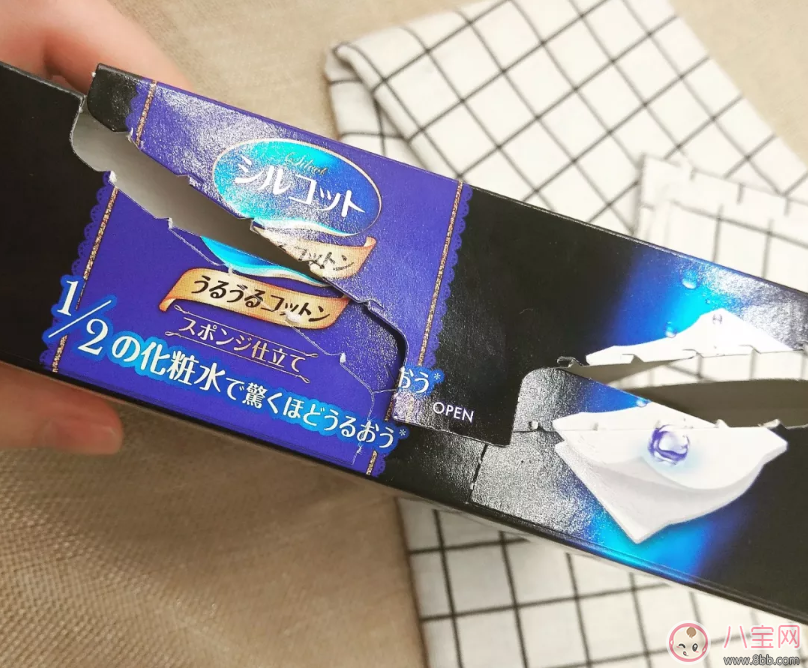 Silcot
シルコット
コットン
うるうるコットン
スポンジ仕立て
1/2の化粧水で驚くほどうるおう*
おう*
OPEN
八宝网
www.8bb.com